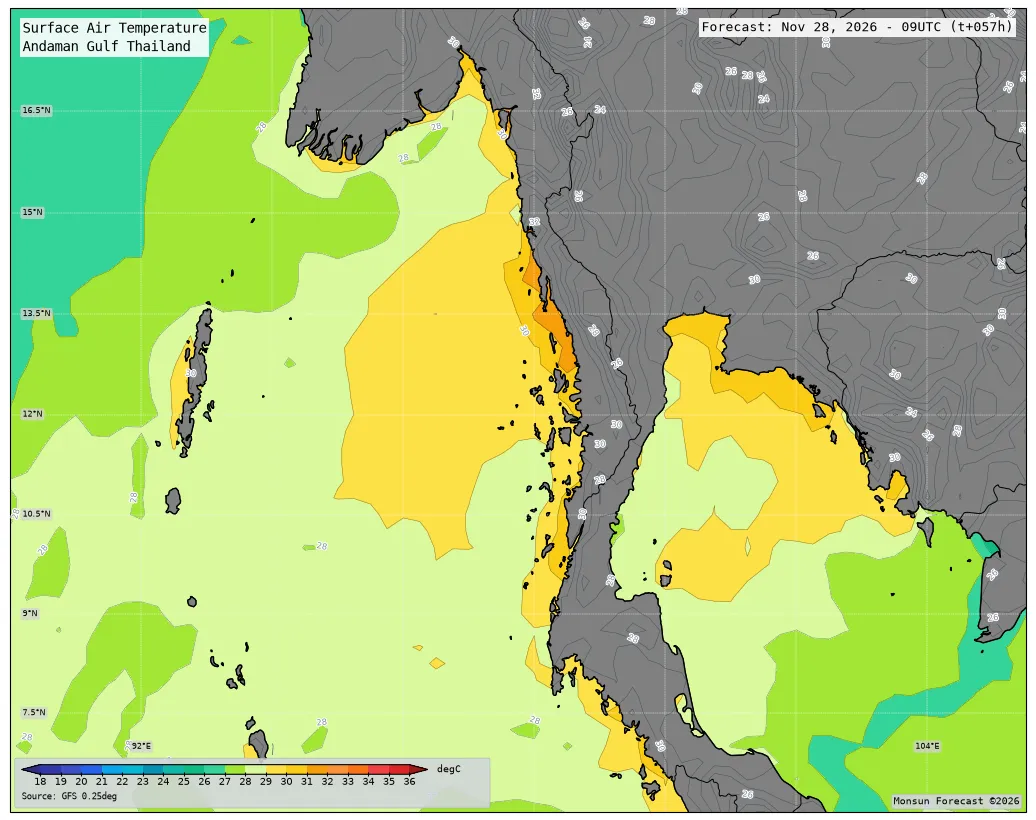 Surface Air Temperature
Andaman Gulf Thailand
Forecast: Nov 28, 2026 - 09UTC (t+057h)
16.5°N
15°N
13.5°N
12°N
10.5°N
9°N
7.5°N
92°E
104°E
degC
18 19 20 21 22 23 24 25 26 27 28 29 30 31 32 33 34 35 36
Source: GFS 0.25deg
Monsun Forecast ©2026